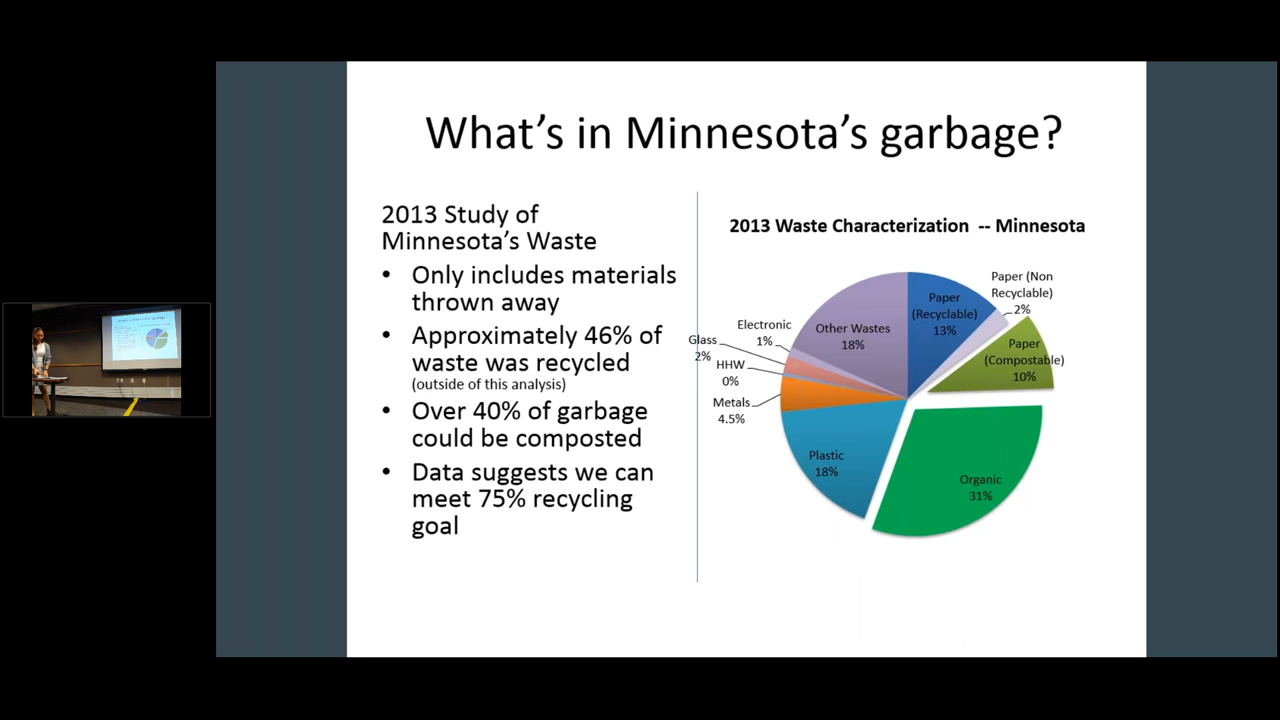 What's in Minnesota's garbage?
2013 Study of
Minnesota's Waste
• Only includes materials
thrown away
• Approximately 46% of
waste was recycled
(outside of this analysis)
• Over 40% of garbage
could be composted
• Data suggests we can
meet 75% recycling
goal
2013 Waste Characterization -- Minnesota
Paper
(Recyclable)
13%
Paper (Non
Recyclable)
2%
Paper
(Compostable)
10%
Organic
31%
Plastic
18%
Metals
4.5%
HHW
0%
Glass
2%
Electronic
1%
Other Wastes
18%